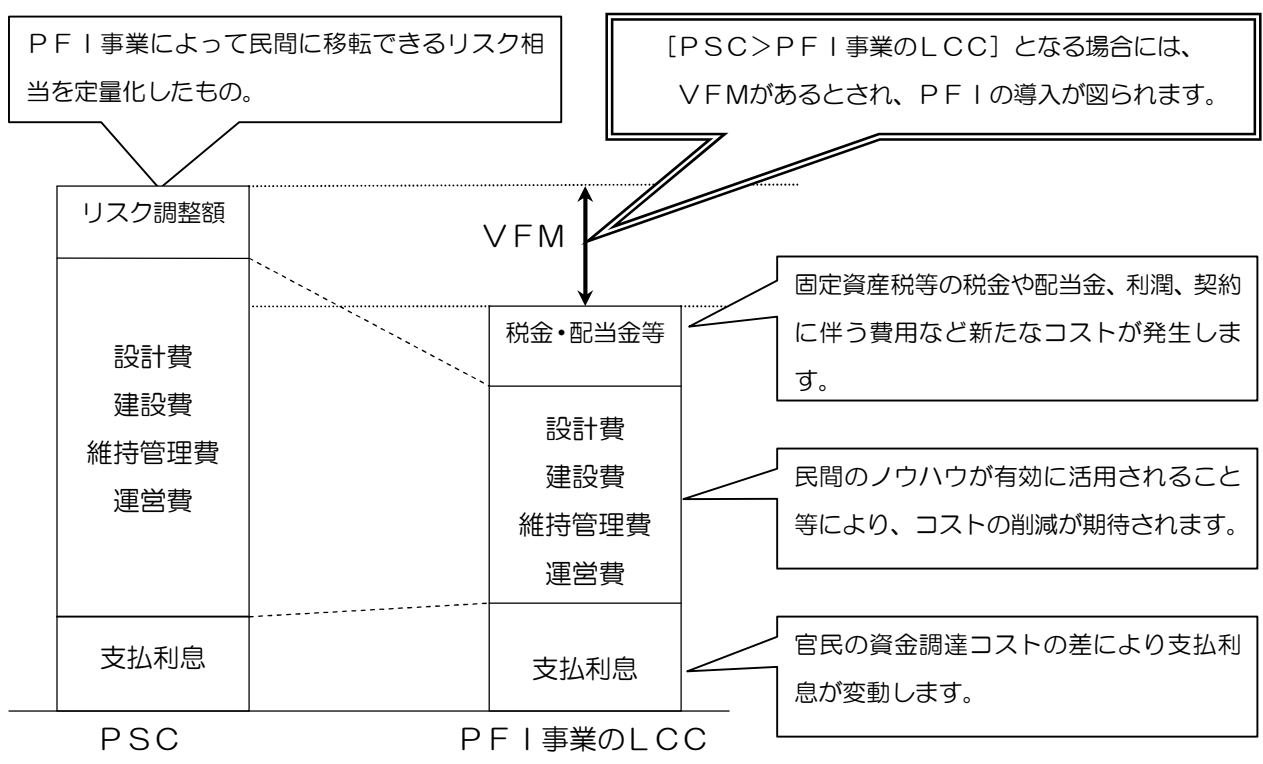 ＰＦＩ事業によって民間に移転できるリスク相
当を定量化したもの。
［ＰＳＣ＞ＰＦＩ事業のＬＣＣ］となる場合には、
ＶＦＭがあるとされ、ＰＦＩの導入が図られます。
リスク調整額
設計費
建設費
維持管理費
運営費
支払利息
ＰＳＣ
ＶＦＭ
税金・配当金等
設計費
建設費
維持管理費
運営費
支払利息
ＰＦＩ事業のＬＣＣ
固定資産税等の税金や配当金、利潤、契約
に伴う費用など新たなコストが発生しま
す。
民間のノウハウが有効に活用されること
等により、コストの削減が期待されます。
官民の資金調達コストの差により支払利
息が変動します。